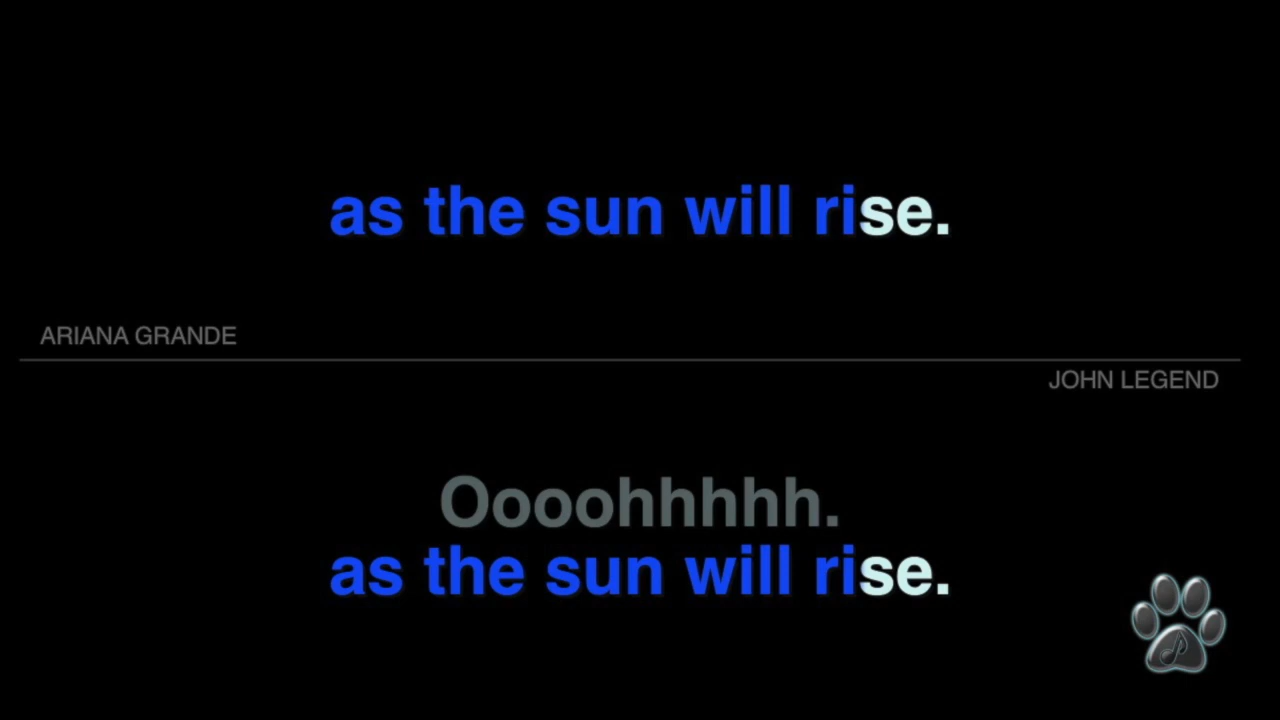 as the sun will rise.
ARIANA GRANDE
JOHN LEGEND
Oooohhhhh.
as the sun will rise.